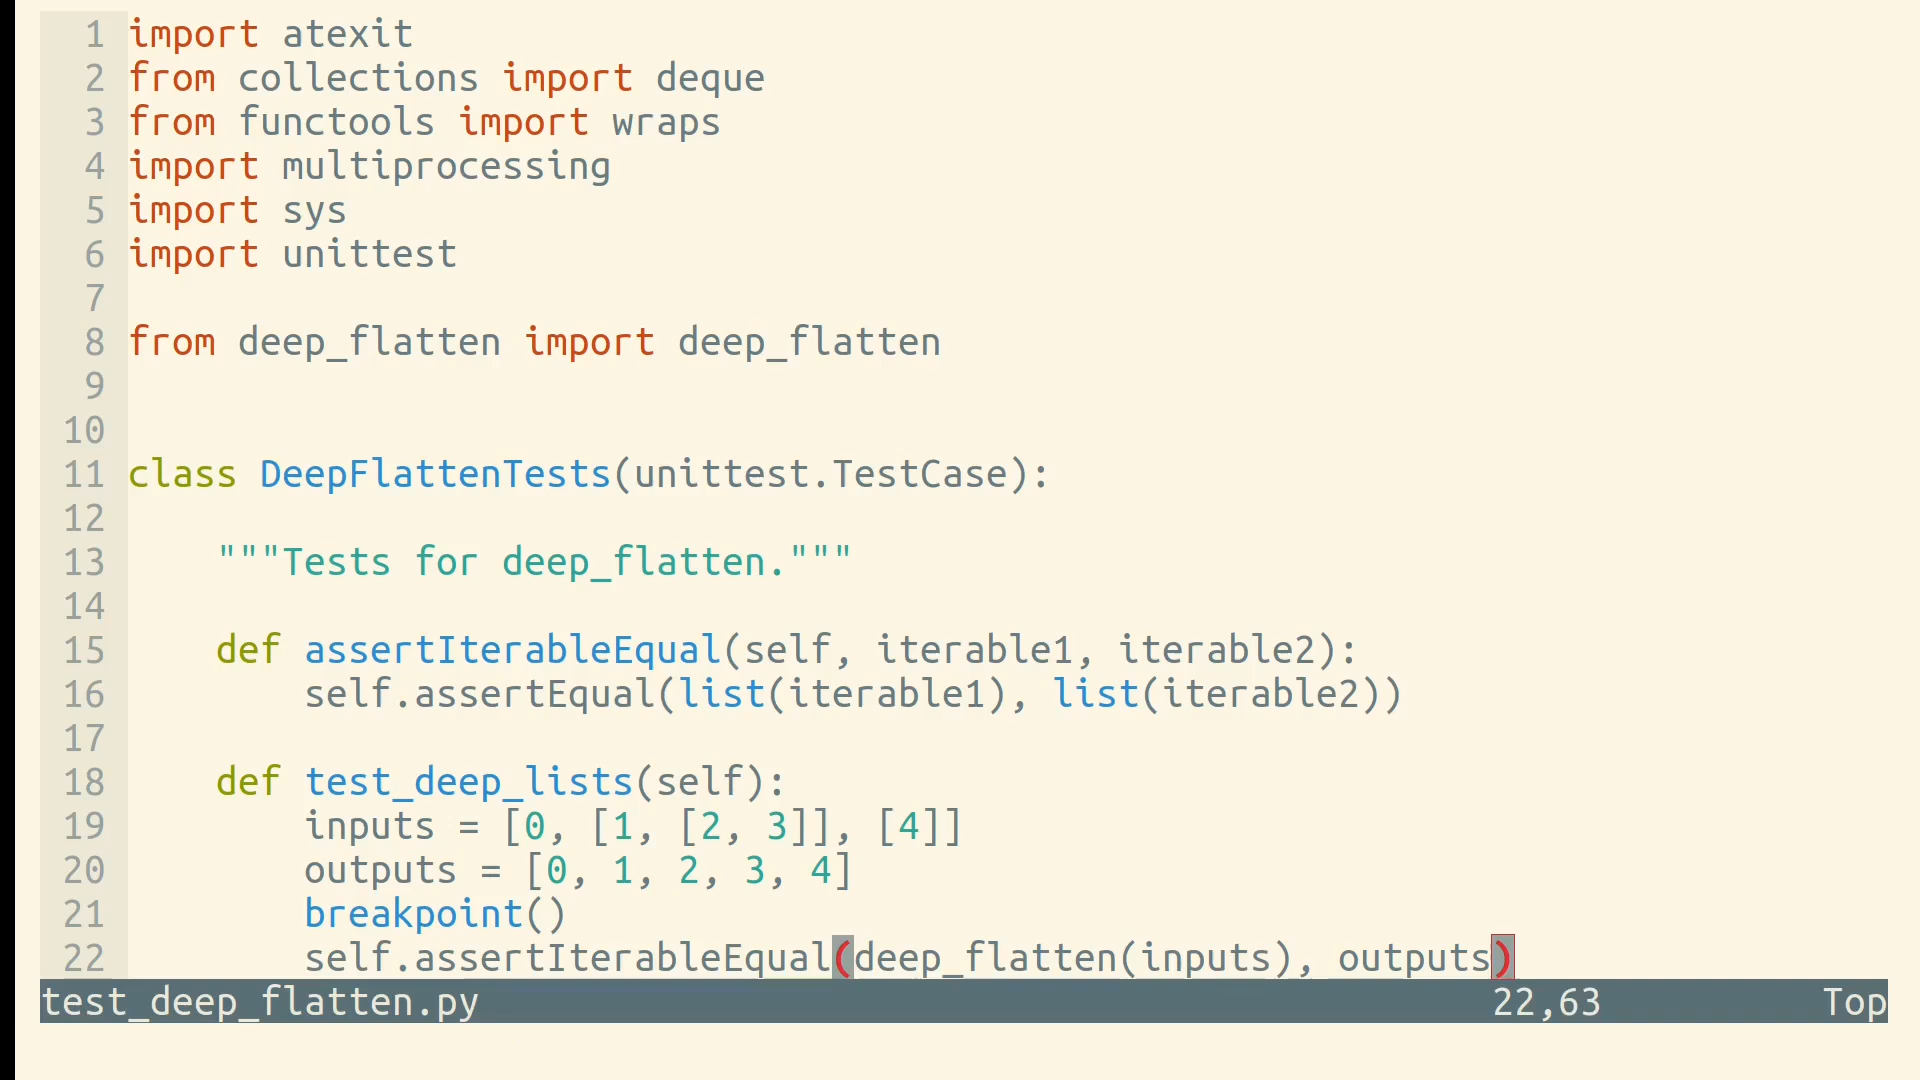 1 import atexit
2 from collections import deque
3 from functools import wraps
4 import multiprocessing
5 import sys
6 import unittest
7
8 from deep_flatten import deep_flatten
9
10
11 class DeepFlattenTests(unittest.TestCase):
12
13     """Tests for deep_flatten."""
14
15     def assertIterableEqual(self, iterable1, iterable2):
16         self.assertEqual(list(iterable1), list(iterable2))
17
18     def test_deep_lists(self):
19         inputs = [0, [1, [2, 3]], [4]]
20         outputs = [0, 1, 2, 3, 4]
21         breakpoint()
22         self.assertIterableEqual(deep_flatten(inputs), outputs)
test_deep_flatten.py 22,63 Top